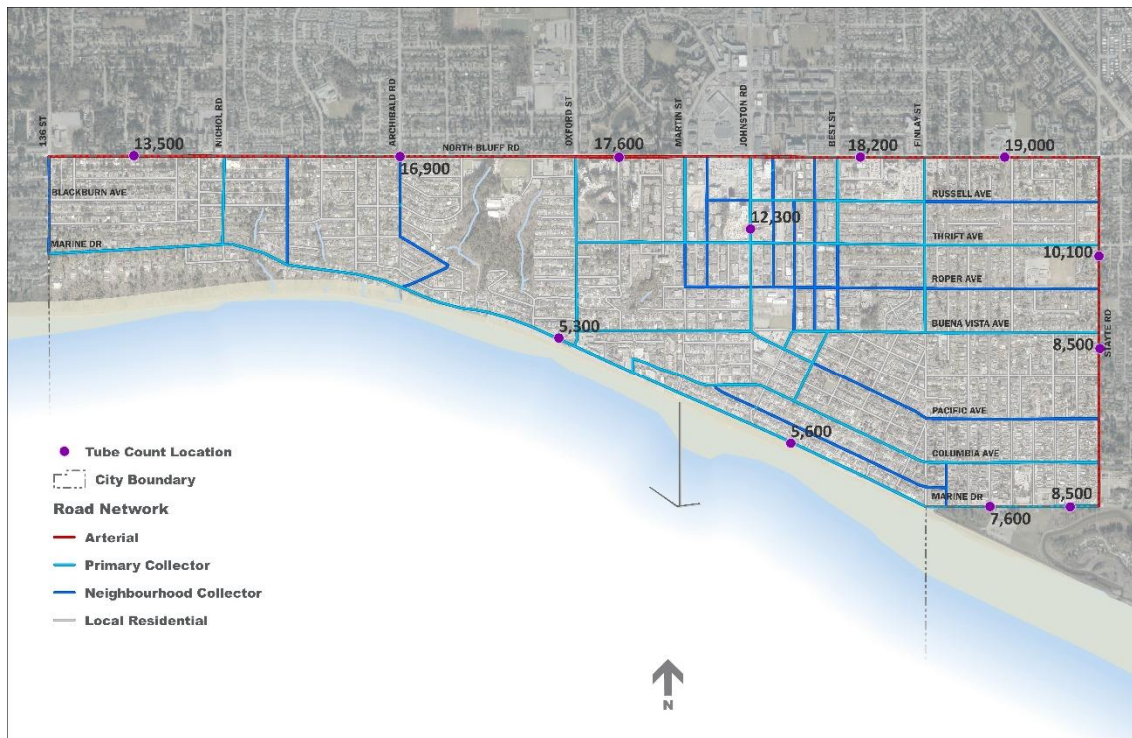 136 ST
NICHOL RD
ARCHIBALD RD
OXFORD ST
MARTIN ST
JOHNSTON RD
BEST ST
FINLAY ST
13,500
NORTH BLUFF RD
17,600
18,200
19,000
16,900
BLACKBURN AVE
RUSSELL AVE
12,300
MARINE DR
THRIFT AVE
10,100
ROPER AVE
5,300
BUENA VISTA AVE
8,500
STAYTE RD
PACIFIC AVE
5,600
COLUMBIA AVE
MARINE DR
8,500
7,600
Tube Count Location
City Boundary
Road Network
Arterial
Primary Collector
Neighbourhood Collector
Local Residential
N